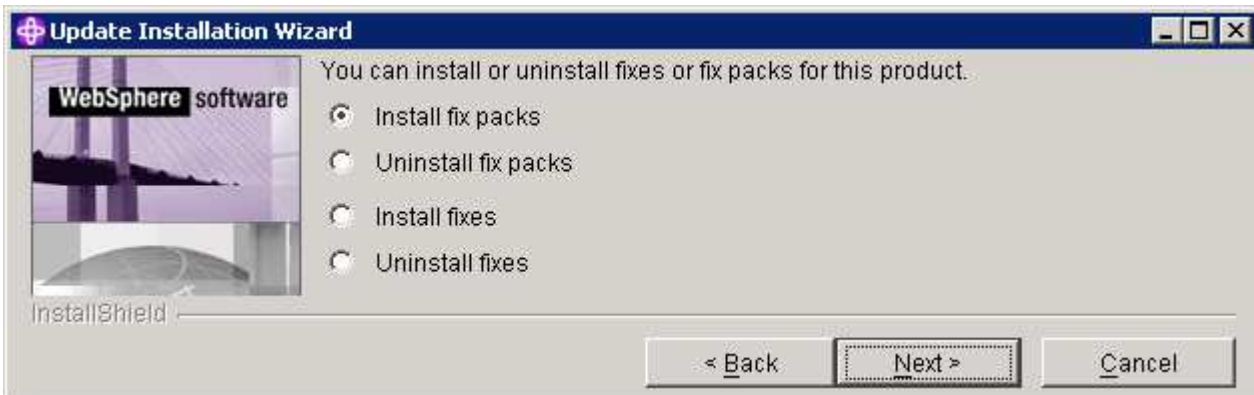 Update Installation Wizard
WebSphere software
You can install or uninstall fixes or fix packs for this product.
Install fix packs
Uninstall fix packs
Install fixes
Uninstall fixes
InstallShield
< Back
Next >
Cancel